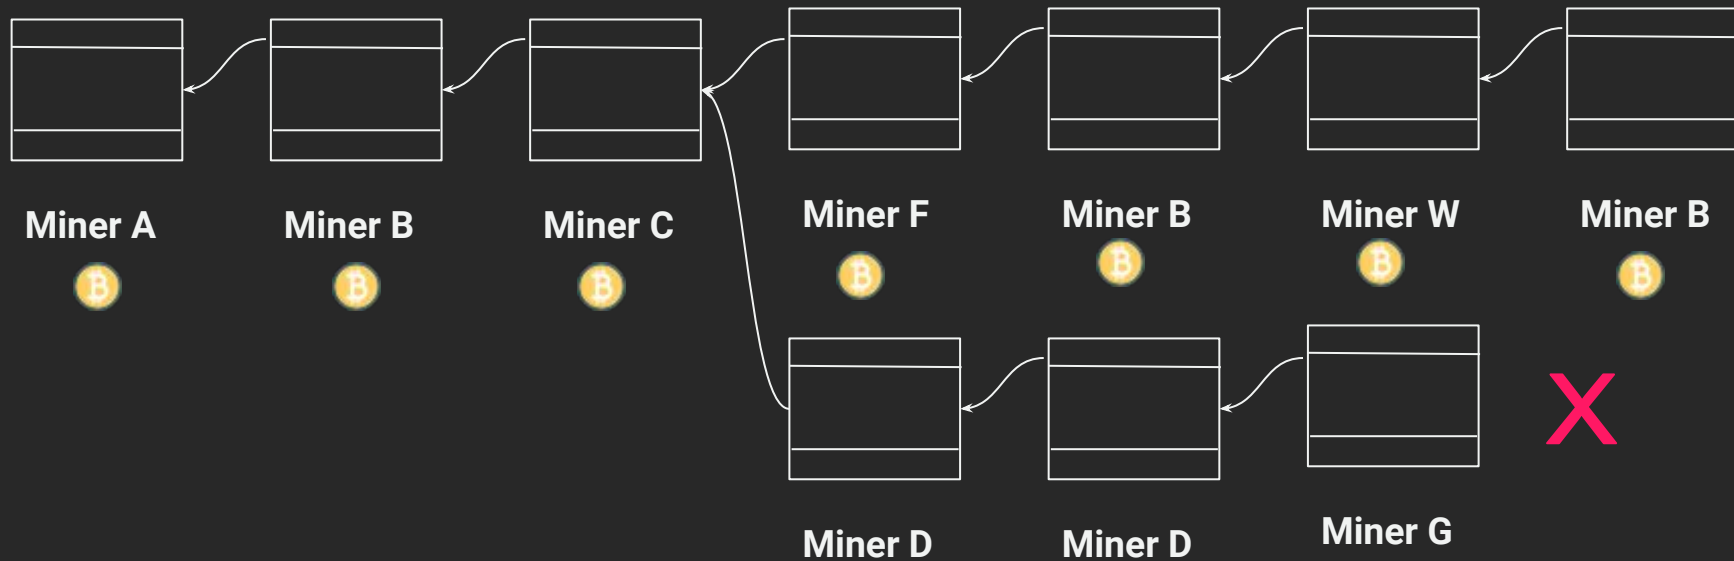 Miner A
Miner B
Miner C
Miner F
Miner B
Miner W
Miner B
X
Miner D
Miner D
Miner G